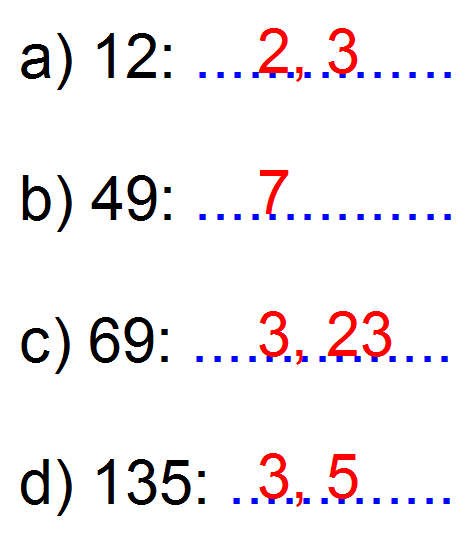 a) 12: 2, 3
b) 49: 7
c) 69: 3, 23
d) 135: 3, 5